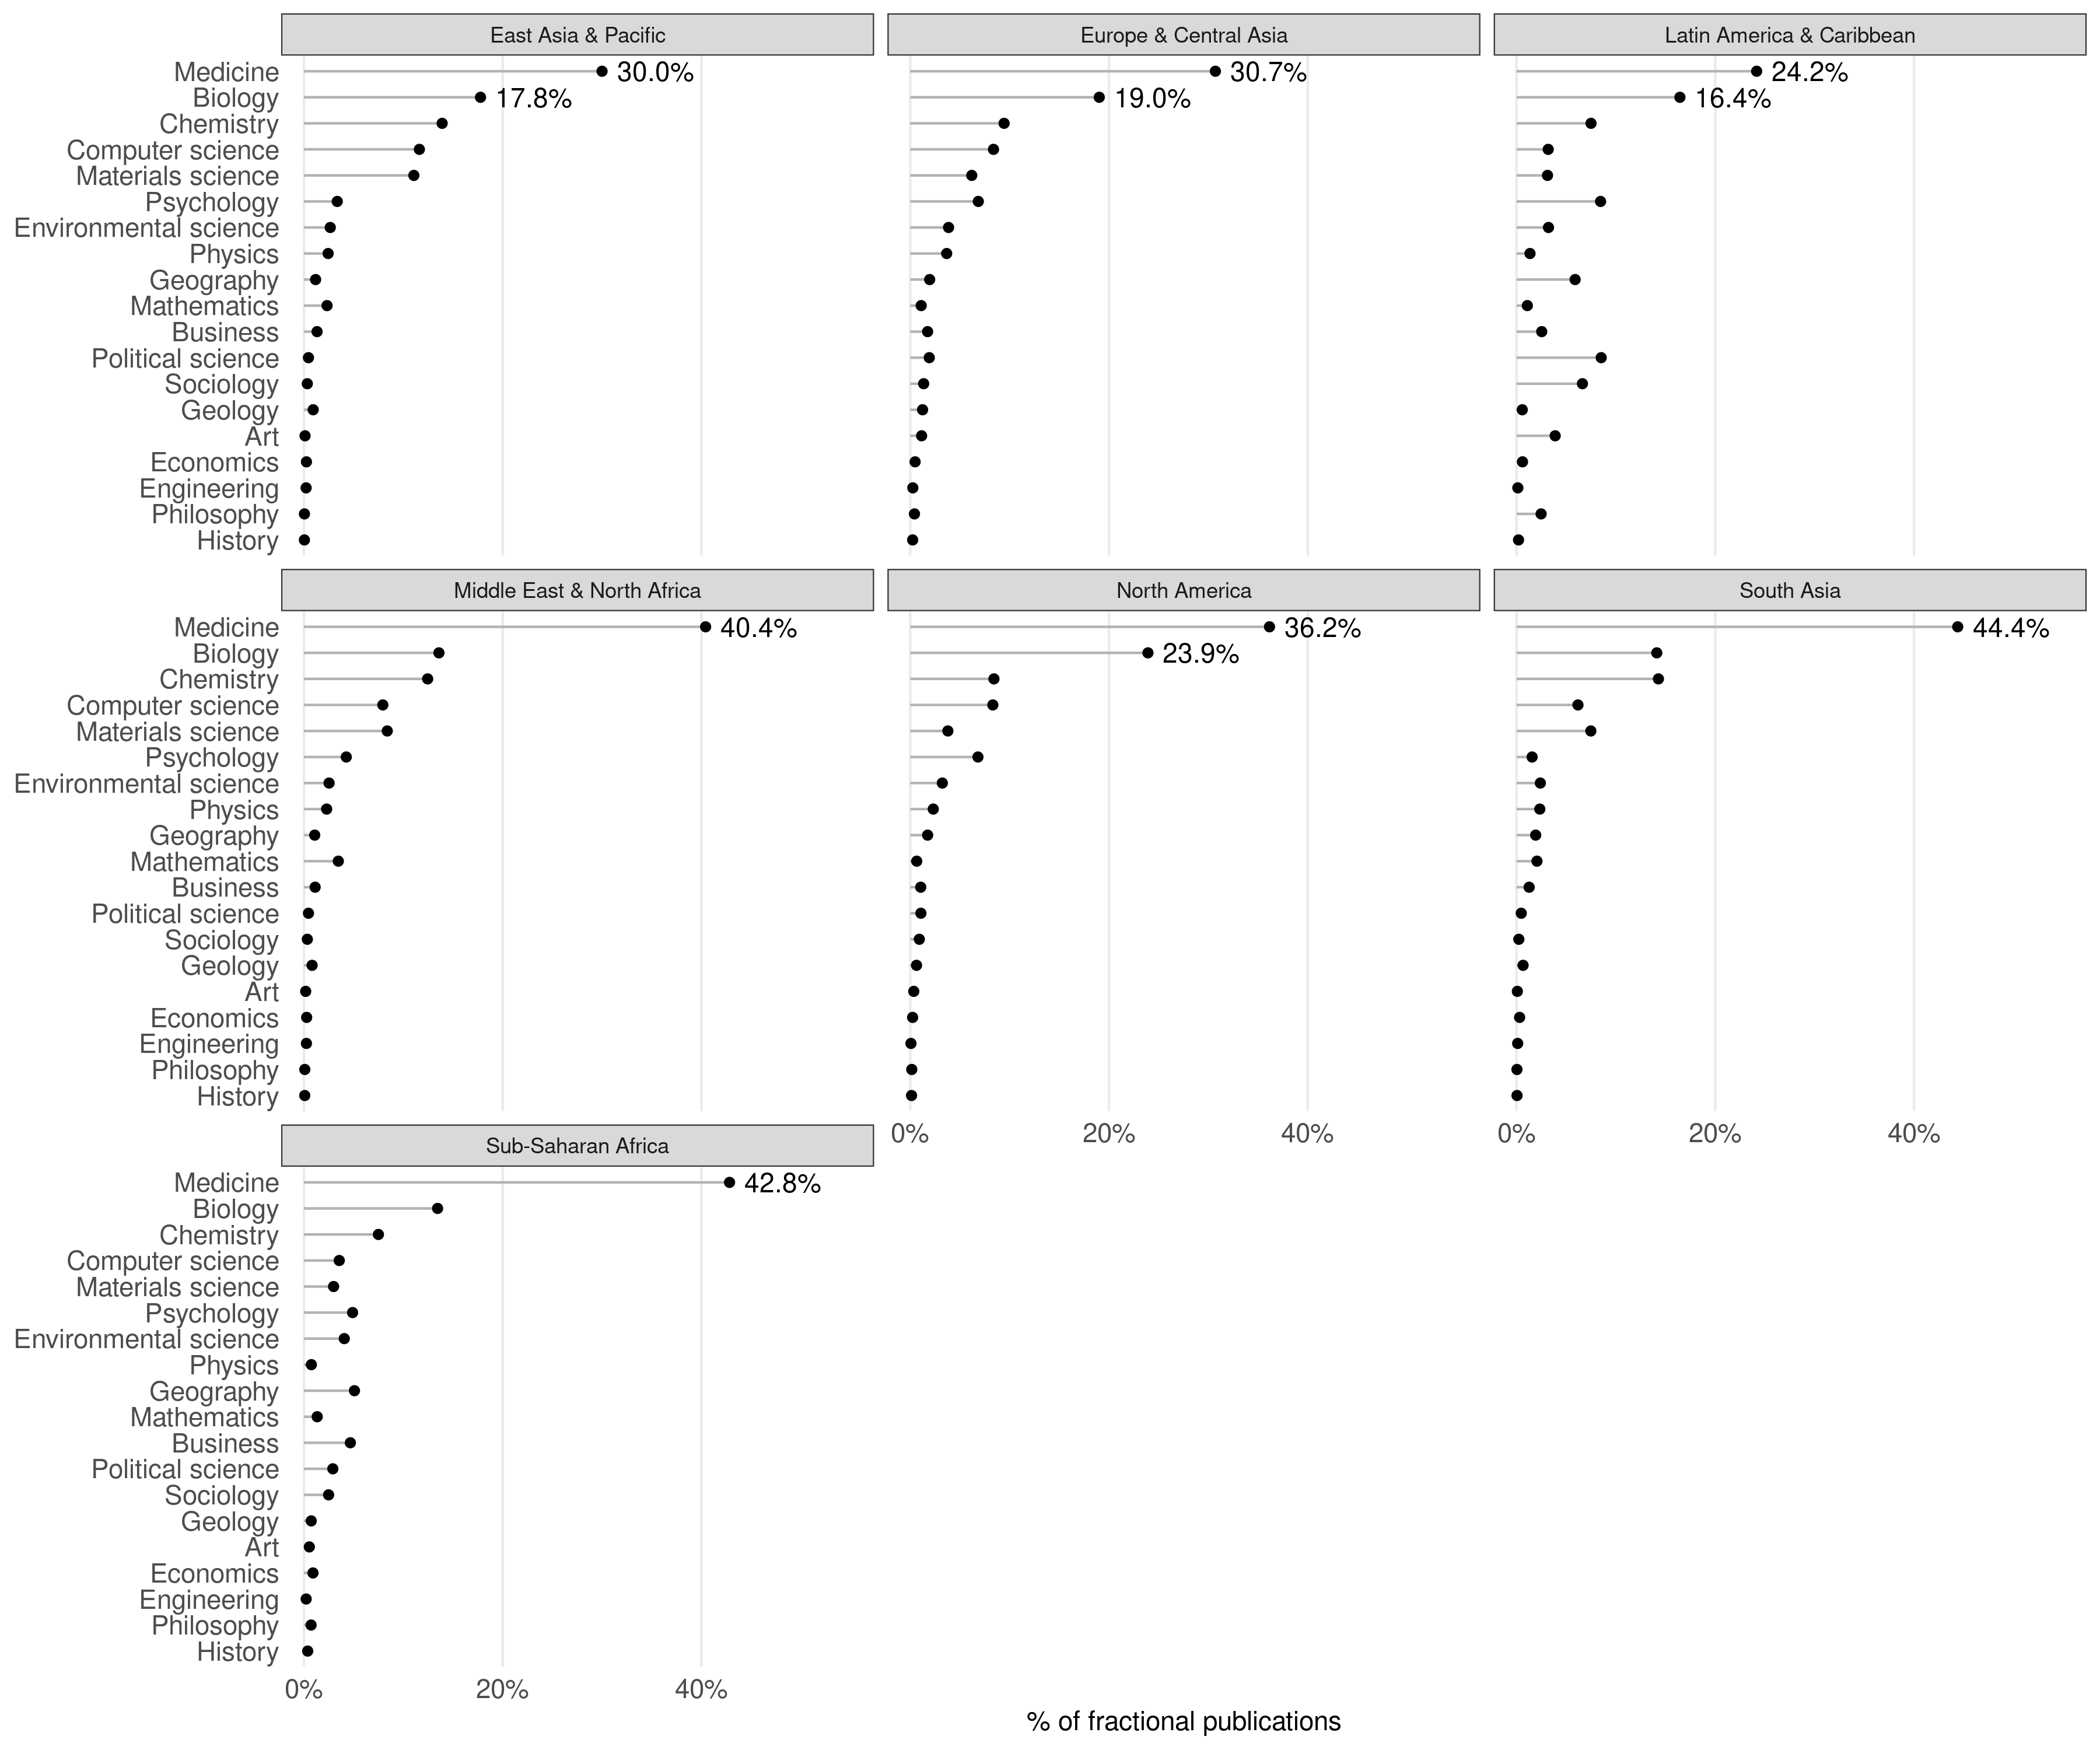 East Asia & Pacific
Europe & Central Asia
Latin America & Caribbean
Medicine 30.0% 30.7% 24.2%
Biology 17.8% 19.0% 16.4%
Chemistry
Computer science
Materials science
Psychology
Environmental science
Physics
Geography
Mathematics
Business
Political science
Sociology
Geology
Art
Economics
Engineering
Philosophy
History
Middle East & North Africa
North America
South Asia
Medicine 40.4% 36.2% 44.4%
Biology 23.9%
Chemistry
Computer science
Materials science
Psychology
Environmental science
Physics
Geography
Mathematics
Business
Political science
Sociology
Geology
Art
Economics
Engineering
Philosophy
History
0% 20% 40% 0% 20% 40%
Sub-Saharan Africa
Medicine 42.8%
Biology
Chemistry
Computer science
Materials science
Psychology
Environmental science
Physics
Geography
Mathematics
Business
Political science
Sociology
Geology
Art
Economics
Engineering
Philosophy
History
0% 20% 40%
% of fractional publications